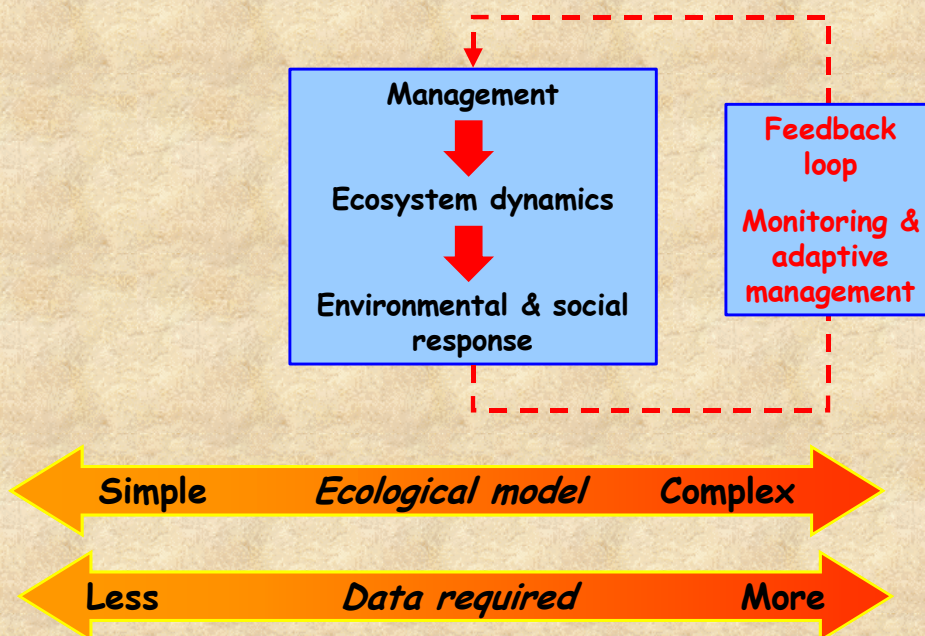 Management
Ecosystem dynamics
Environmental & social
response
Feedback
loop
Monitoring &
adaptive
management
Simple Ecological model Complex
Less Data required More